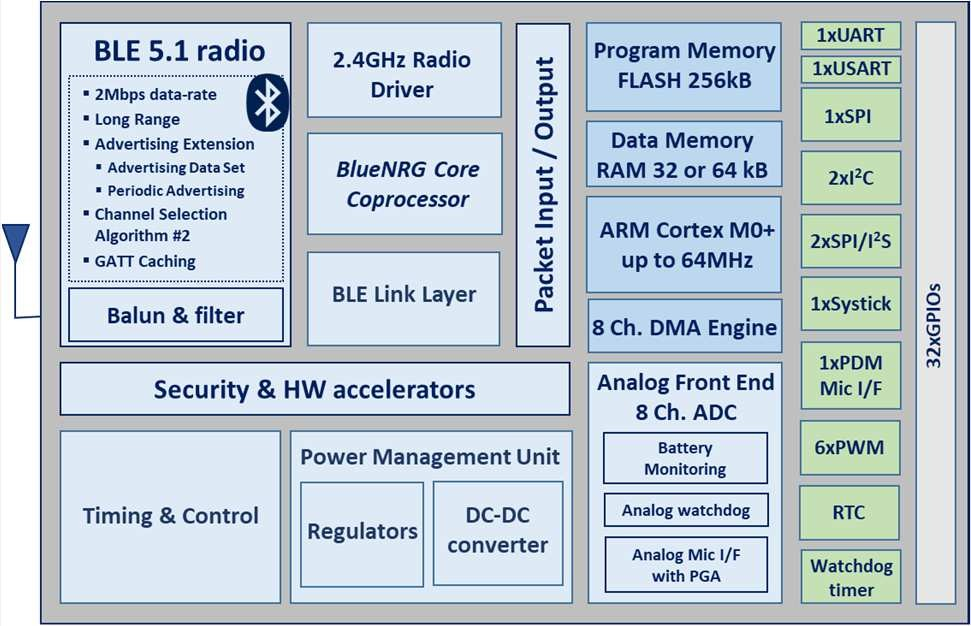 BLE 5.1 radio
▪ 2Mbps data-rate
▪ Long Range
▪ Advertising Extension
▪ Advertising Data Set
▪ Periodic Advertising
▪ Channel Selection
Algorithm #2
▪ GATT Caching
Balun & filter
2.4GHz Radio
Driver
BlueNRG Core
Coprocessor
BLE Link Layer
Packet Input / Output
Security & HW accelerators
Timing & Control
Power Management Unit
Regulators
DC-DC
converter
Program Memory
FLASH 256kB
Data Memory
RAM 32 or 64 kB
ARM Cortex M0+
up to 64MHz
8 Ch. DMA Engine
Analog Front End
8 Ch. ADC
Battery
Monitoring
Analog watchdog
Analog Mic I/F
with PGA
1xUART
1xUSART
1xSPI
2xI²C
2xSPI/I²S
1xSystick
1xPDM
Mic I/F
6xPWM
RTC
Watchdog
timer
32xGPIOs